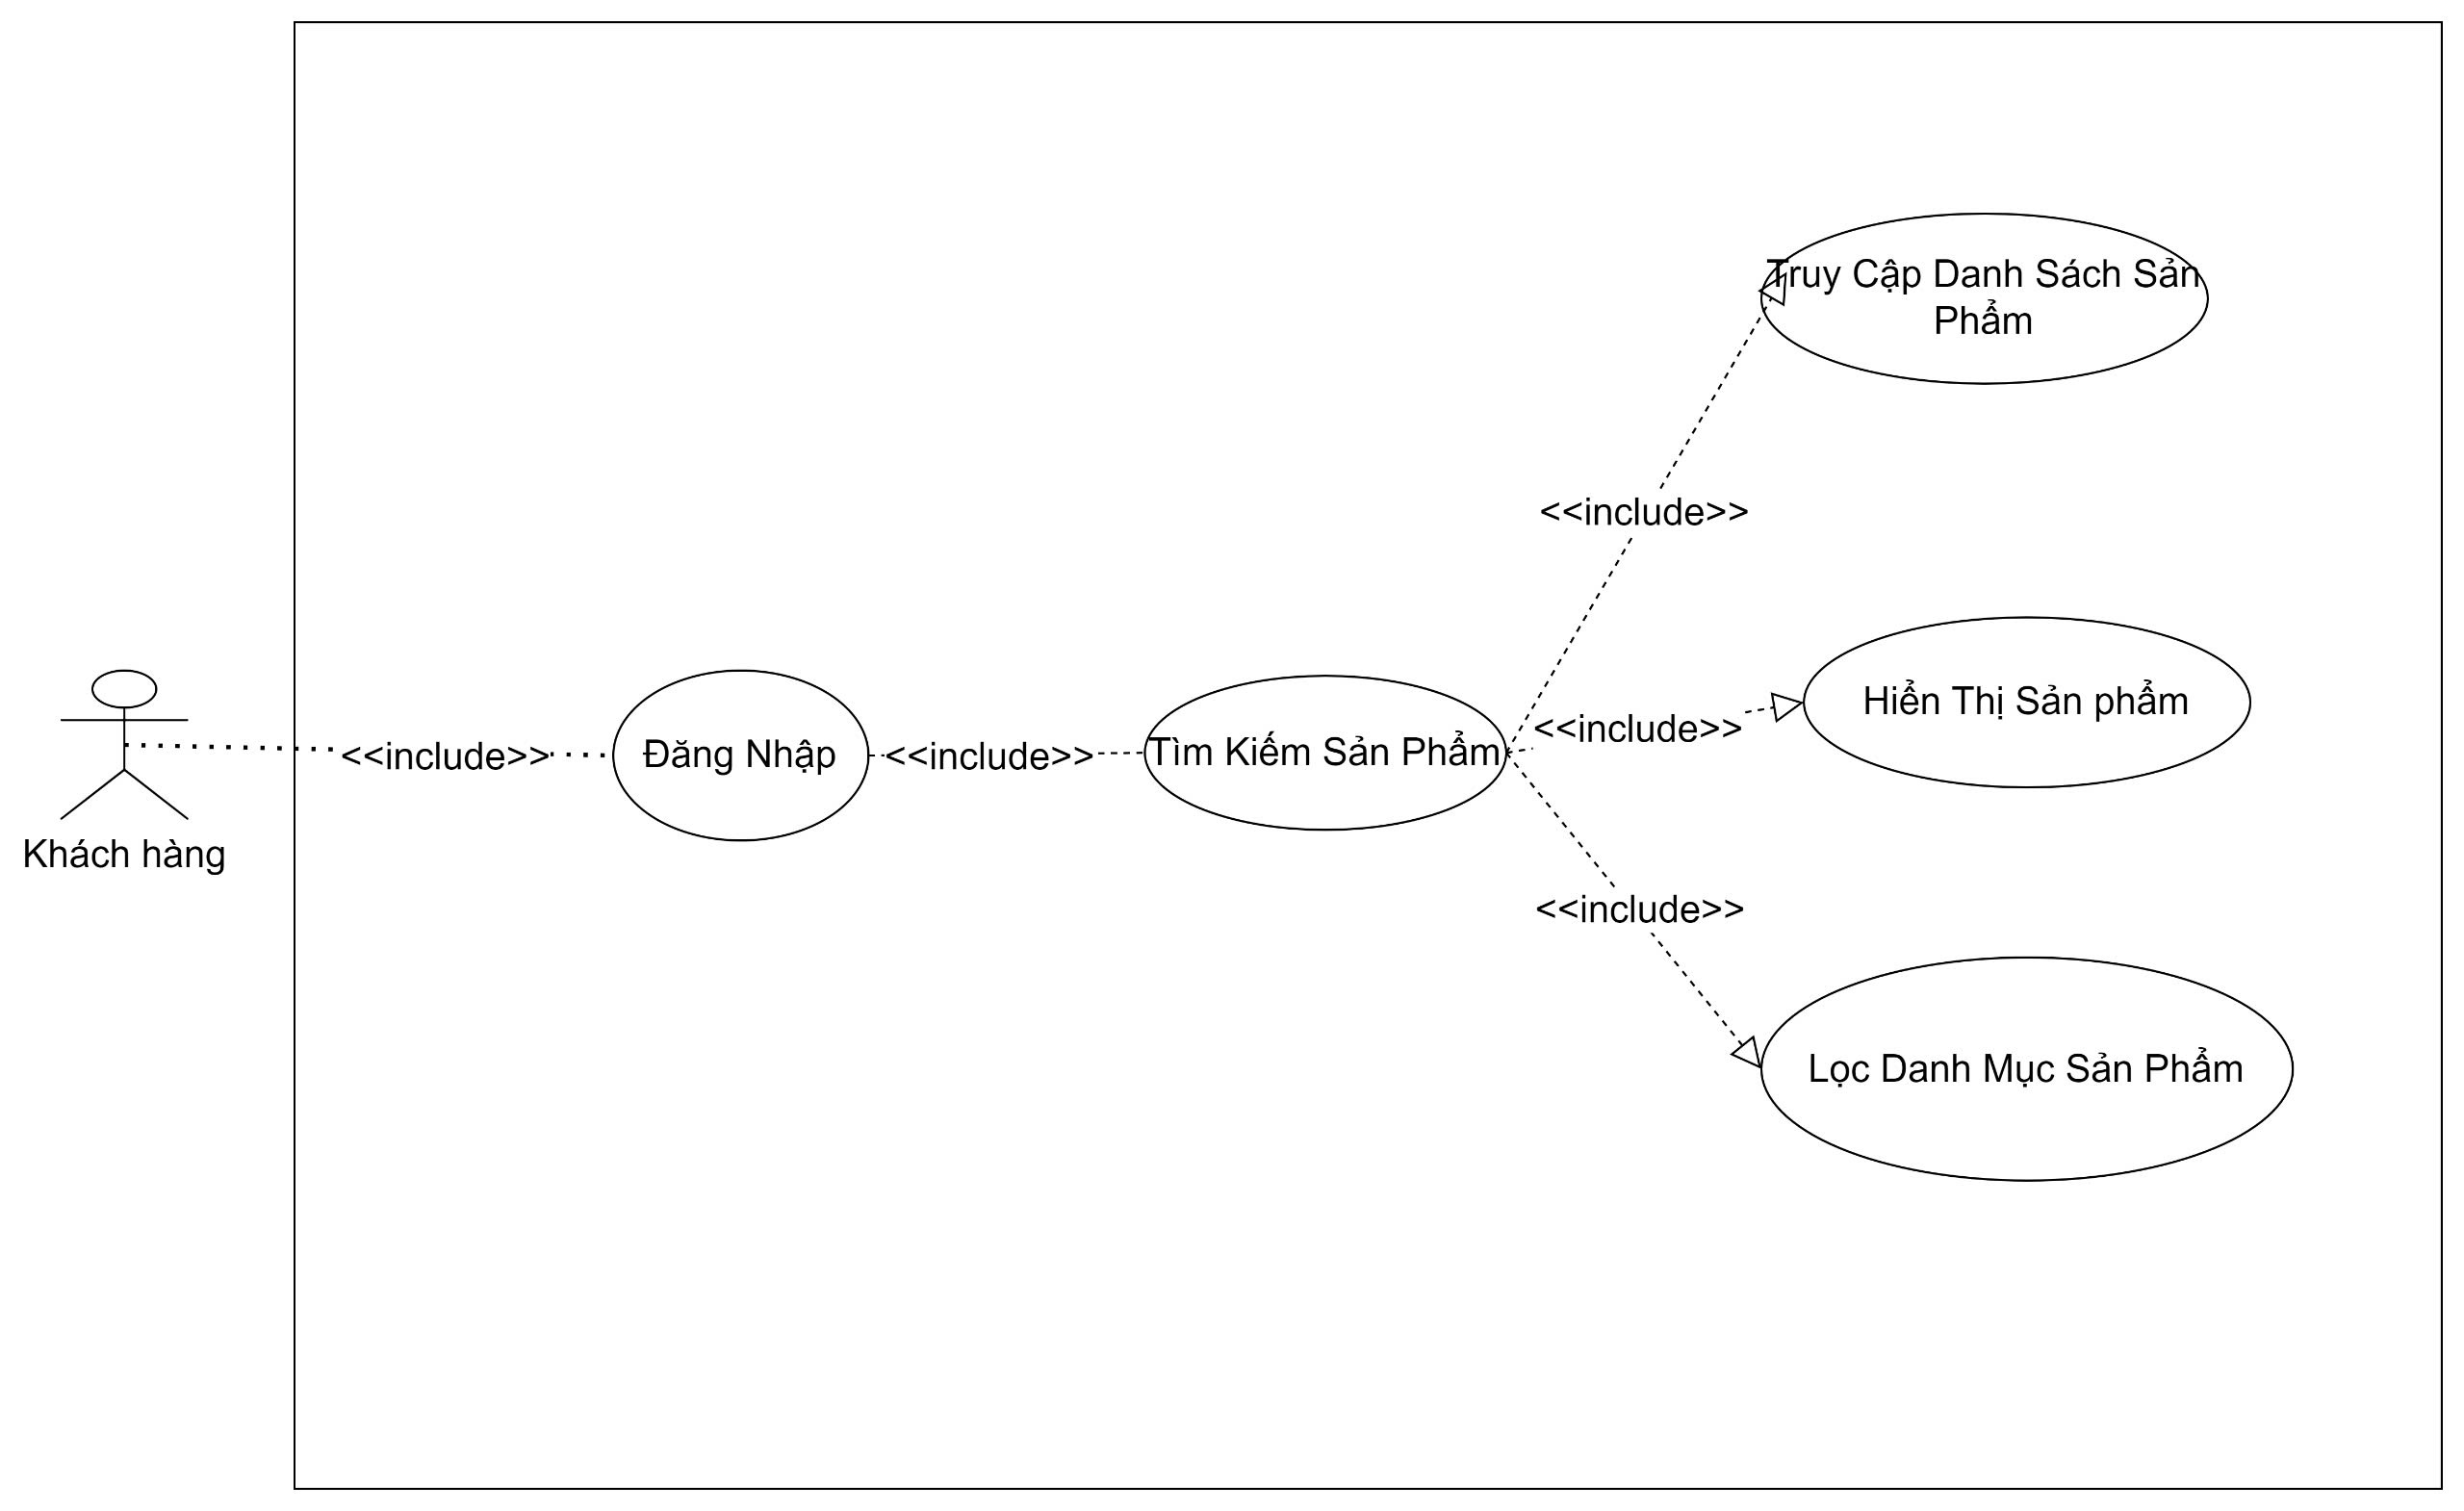 Truy Cập Danh Sách Sản
Phẩm
<<include>>
Hiển Thị Sản phẩm
<<include>>
<<include>>
Đăng Nhập
<<include>>
Tìm Kiếm Sản Phẩm
Khách hàng
<<include>>
Lọc Danh Mục Sản Phẩm